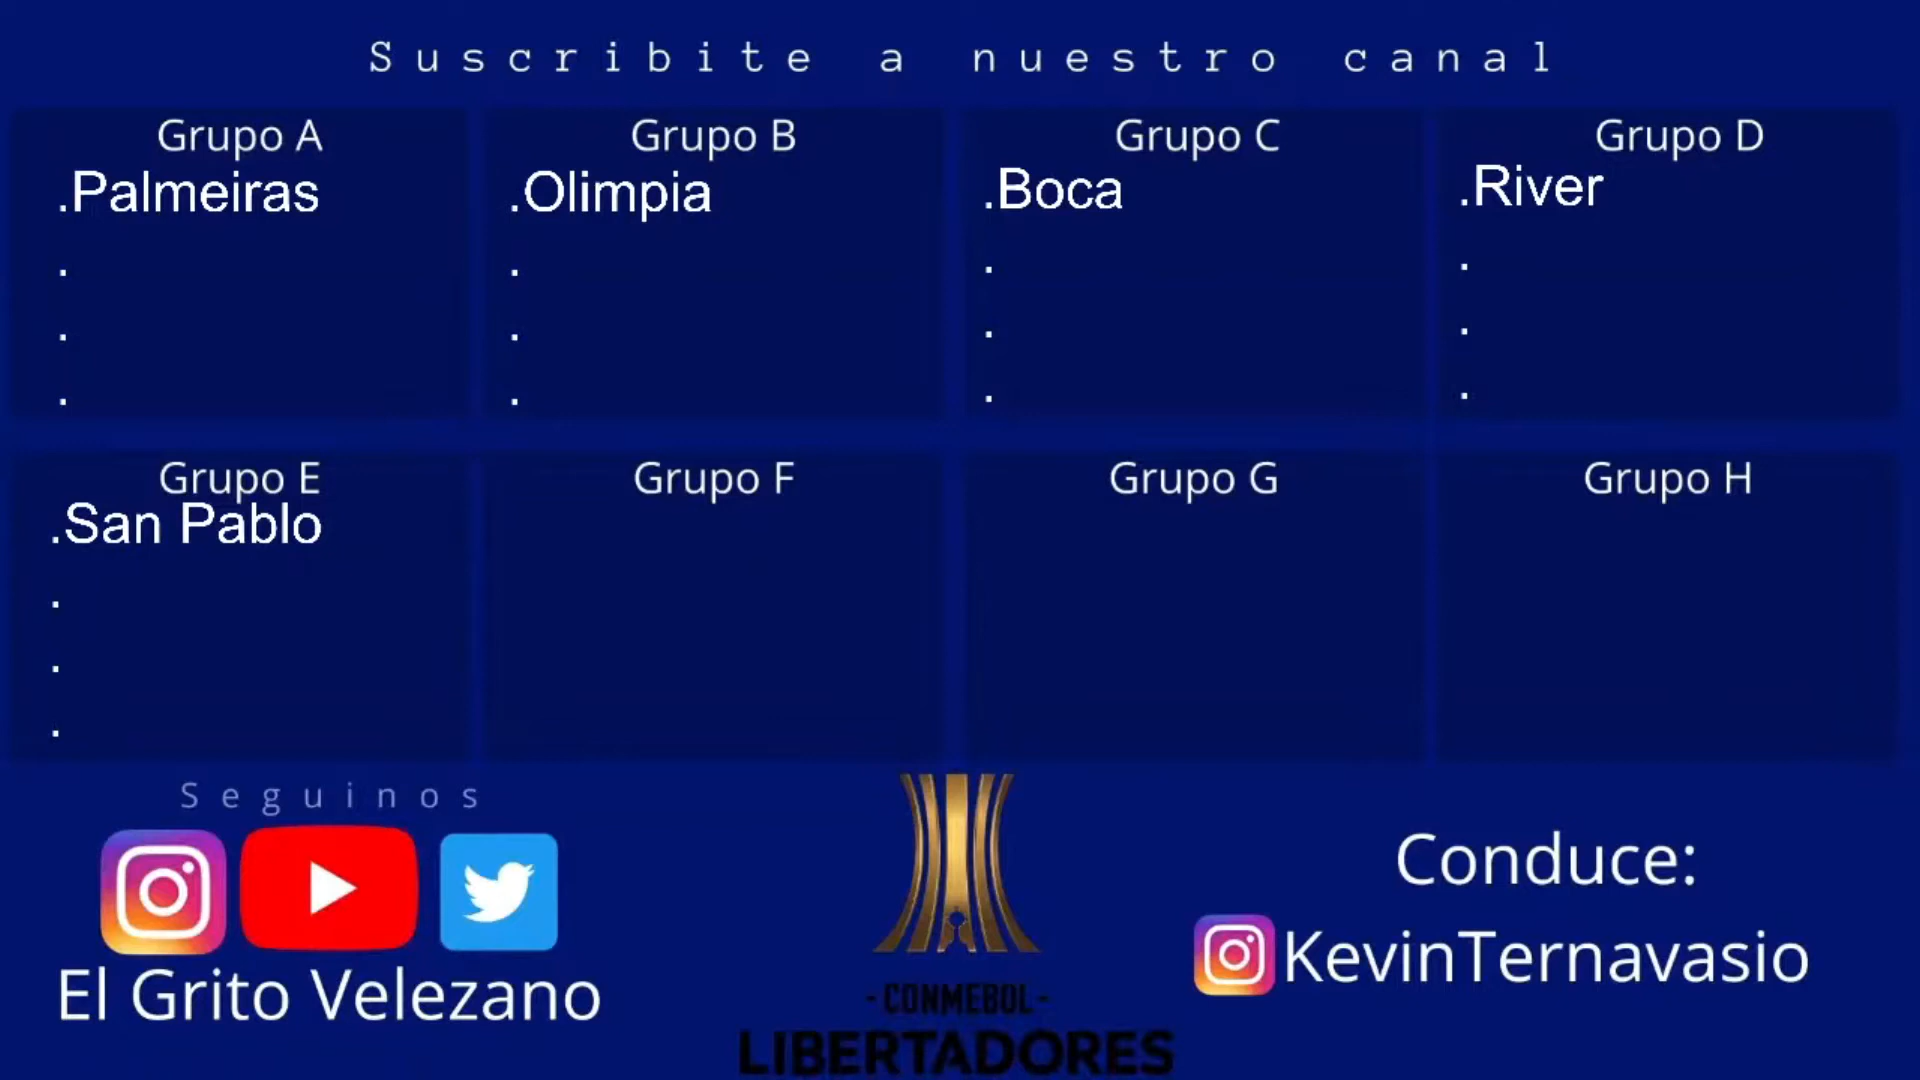 Suscribite a nuestro canal
Grupo A
.Palmeiras
.
.
.
Grupo B
.Olimpia
.
.
.
Grupo C
.Boca
.
.
.
Grupo D
.River
.
.
.
Grupo E
.San Pablo
.
.
.
Grupo F
Grupo G
Grupo H
Seguinos
El Grito Velezano
-CONMEBOL-
LIBERTADORES
Conduce:
KevinTernavasio